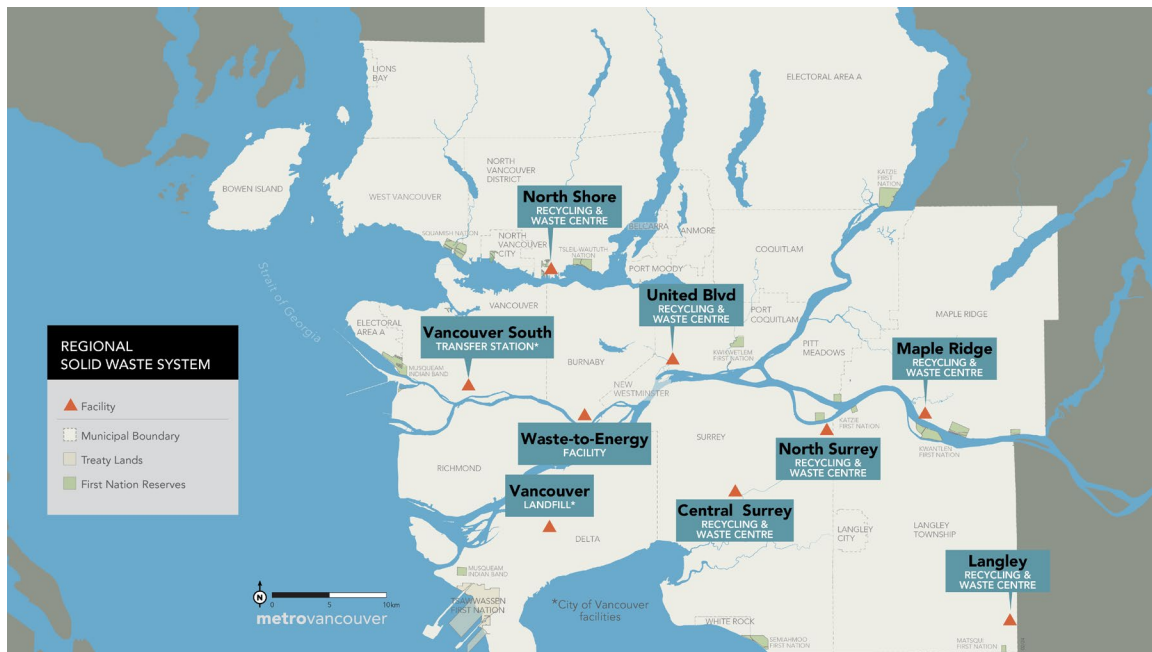 LIONS
BAY
ELECTORAL AREA A
BOWEN ISLAND
WEST VANCOUVER
NORTH
VANCOUVER
DISTRICT
KATZIE
FIRST
NATION
North Shore
RECYCLING &
WASTE CENTRE
SQUAMISH NATION
NORTH
VANCOUVER
CITY
TSLEIL-WAUTUTH
NATION
BELCARRA
ANMORE
COQUITLAM
PORT MOODY
Strait of Georgia
VANCOUVER
United Blvd
RECYCLING &
WASTE CENTRE
PORT
COQUITLAM
MAPLE RIDGE
ELECTORAL
AREA A
Vancouver South
TRANSFER STATION*
MUSQUEAM
INDIAN BAND
BURNABY
KWIKWETLEM
FIRST NATION
PITT
MEADOWS
Maple Ridge
RECYCLING &
WASTE CENTRE
NEW
WESTMINSTER
REGIONAL
SOLID WASTE SYSTEM
Facility
Municipal Boundary
Treaty Lands
First Nation Reserves
Waste-to-Energy
FACILITY
SURREY
KATZIE
FIRST NATION
North Surrey
RECYCLING &
WASTE CENTRE
KWANTLEN
FIRST NATION
RICHMOND
Vancouver
LANDFILL*
Central Surrey
RECYCLING &
WASTE CENTRE
DELTA
LANGLEY
CITY
LANGLEY
TOWNSHIP
Langley
RECYCLING &
WASTE CENTRE
MUSQUEAM
INDIAN BAND
TSAWWASSEN
FIRST NATION
*City of Vancouver
facilities
WHITE ROCK
SEMIAHMOO
FIRST NATION
MATSQUI
FIRST NATION
N
0 5 10km
metrovancouver